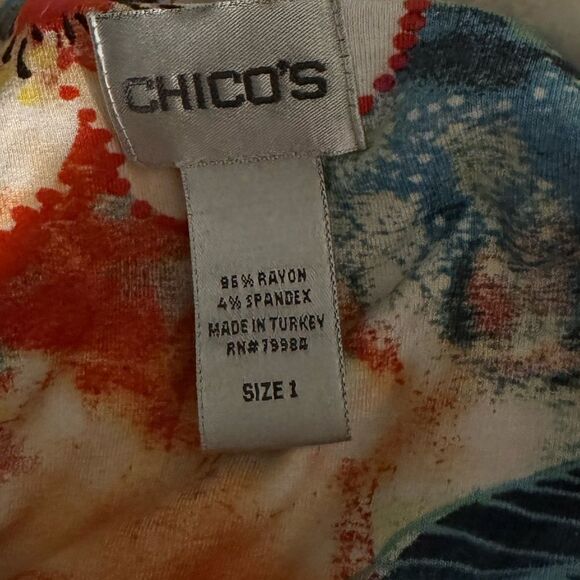 CHICO'S
96% RAYON
4% SPANDEX
MADE IN TURKEY
RN#79984
SIZE 1